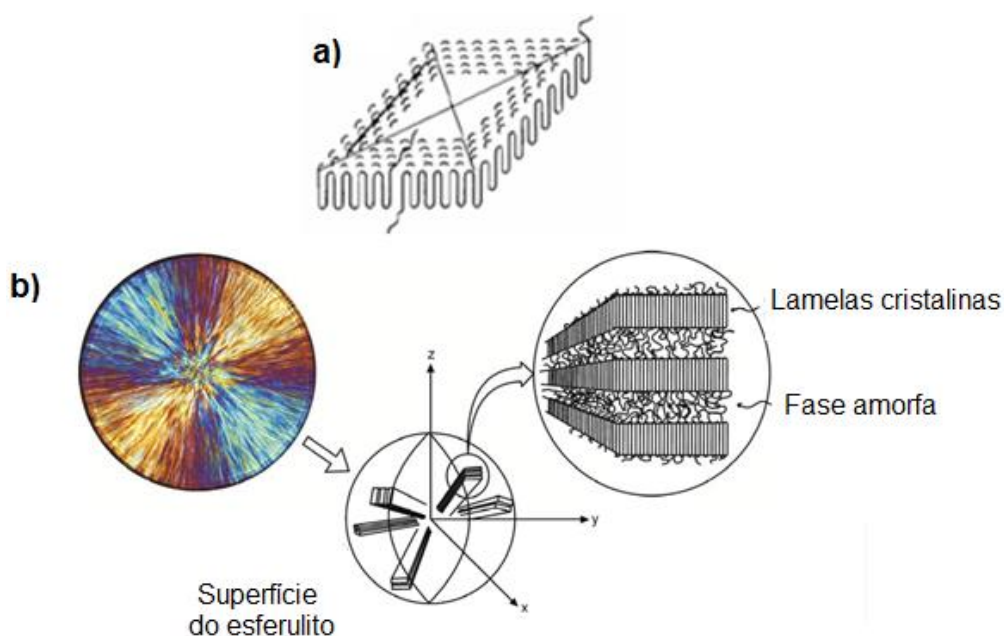 a)
b)
Lamelas cristalinas
Fase amorfa
z
y
x
Superfície
do esferulito